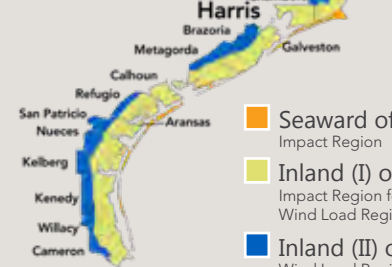 Harris
Brazoria
Galveston
Metagorda
Calhoun
Refugio
San Patricio
Aransas
Nueces
Kelberg
Kenedy
Willacy
Cameron
Seaward of
Impact Region
Inland (I) o
Impact Region f
Wind Load Regi
Inland (II) o